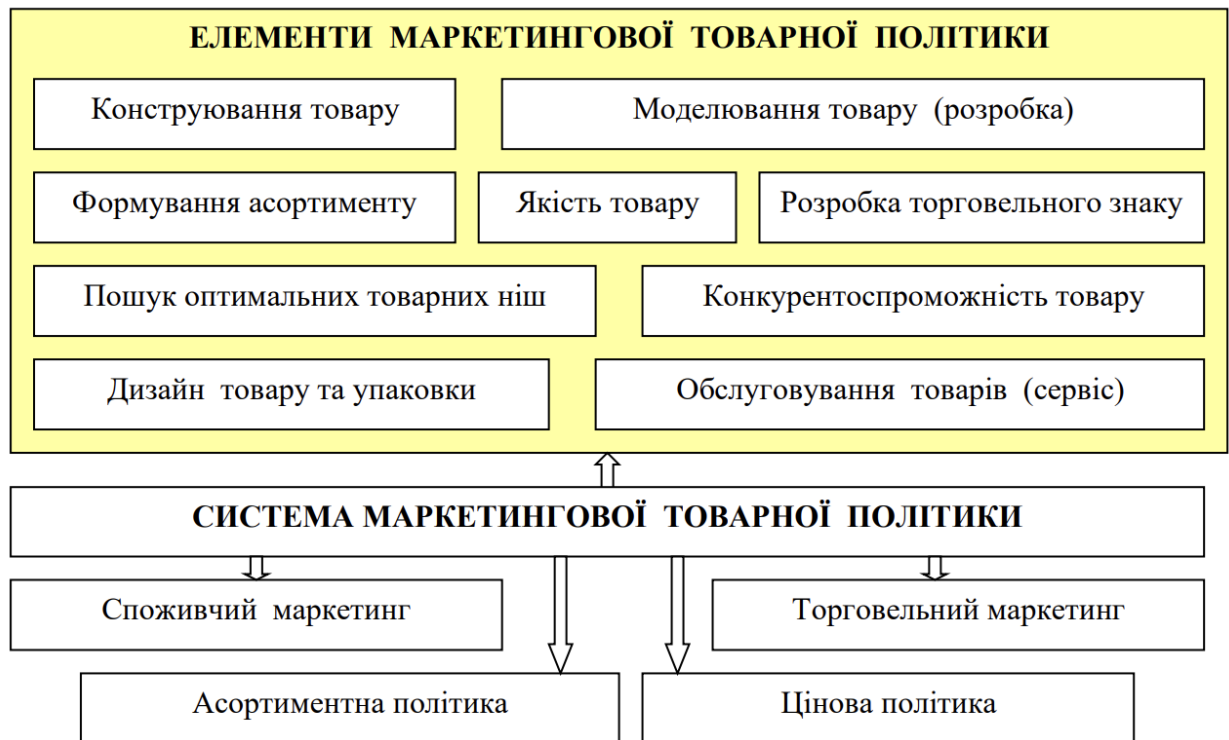 ЕЛЕМЕНТИ МАРКЕТИНГОВОЇ ТОВАРНОЇ ПОЛІТИКИ
Конструювання товару
Моделювання товару (розробка)
Формування асортименту
Якість товару
Розробка торговельного знаку
Пошук оптимальних товарних ніш
Конкурентоспроможність товару
Дизайн товару та упаковки
Обслуговування товарів (сервіс)
СИСТЕМА МАРКЕТИНГОВОЇ ТОВАРНОЇ ПОЛІТИКИ
Споживчий маркетинг
Торговельний маркетинг
Асортиментна політика
Цінова політика